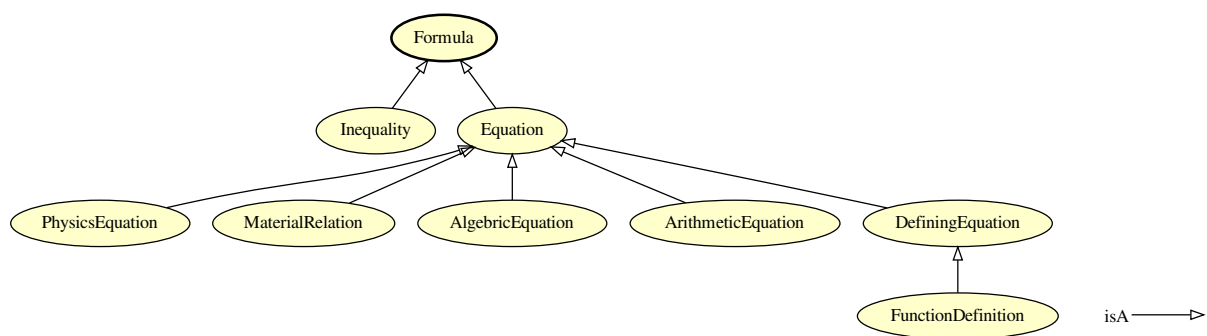 Formula
Inequality Equation
PhysicsEquation MaterialRelation AlgebricEquation ArithmeticEquation DefiningEquation
FunctionDefinition isA